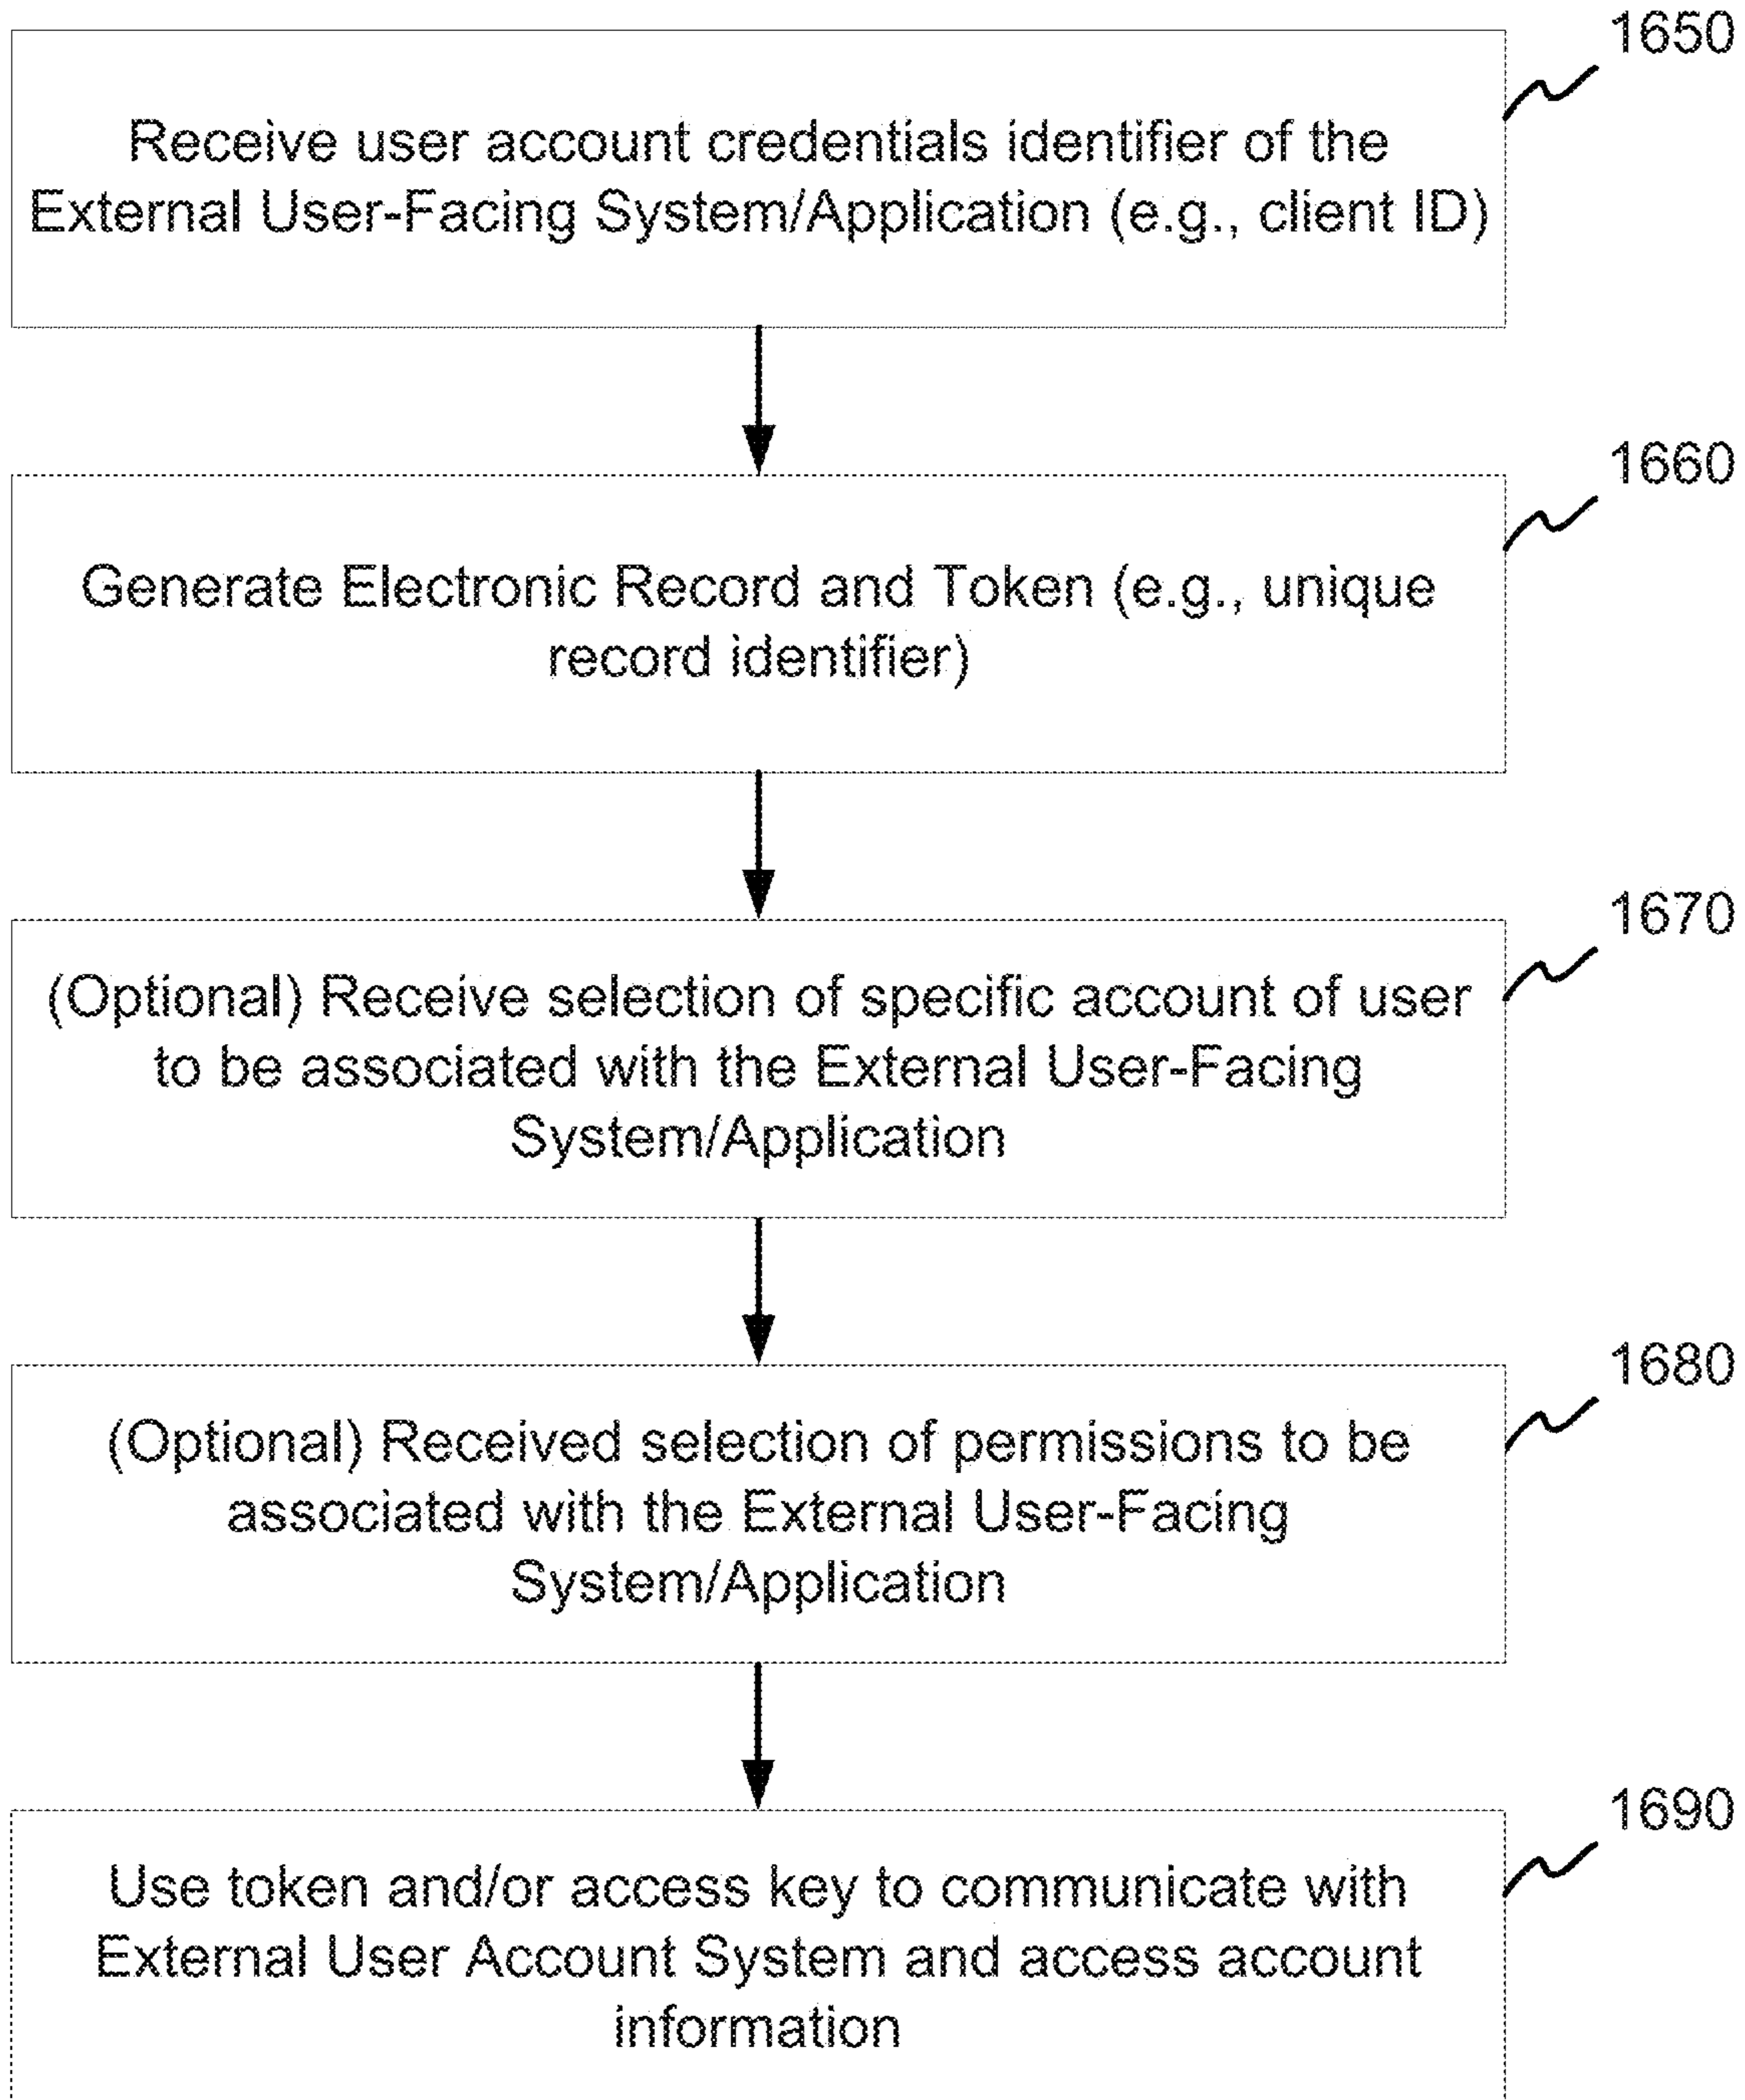 1650
Receive user account credentials identifier of the
External User-Facing System/Application (e.g., client ID)
1660
Generate Electronic Record and Token (e.g., unique
record identifier)
1670
(Optional) Receive selection of specific account of user
to be associated with the External User-Facing
System/Application
1680
(Optional) Received selection of permissions to be
associated with the External User-Facing
System/Application
1690
Use token and/or access key to communicate with
External User Account System and access account
information